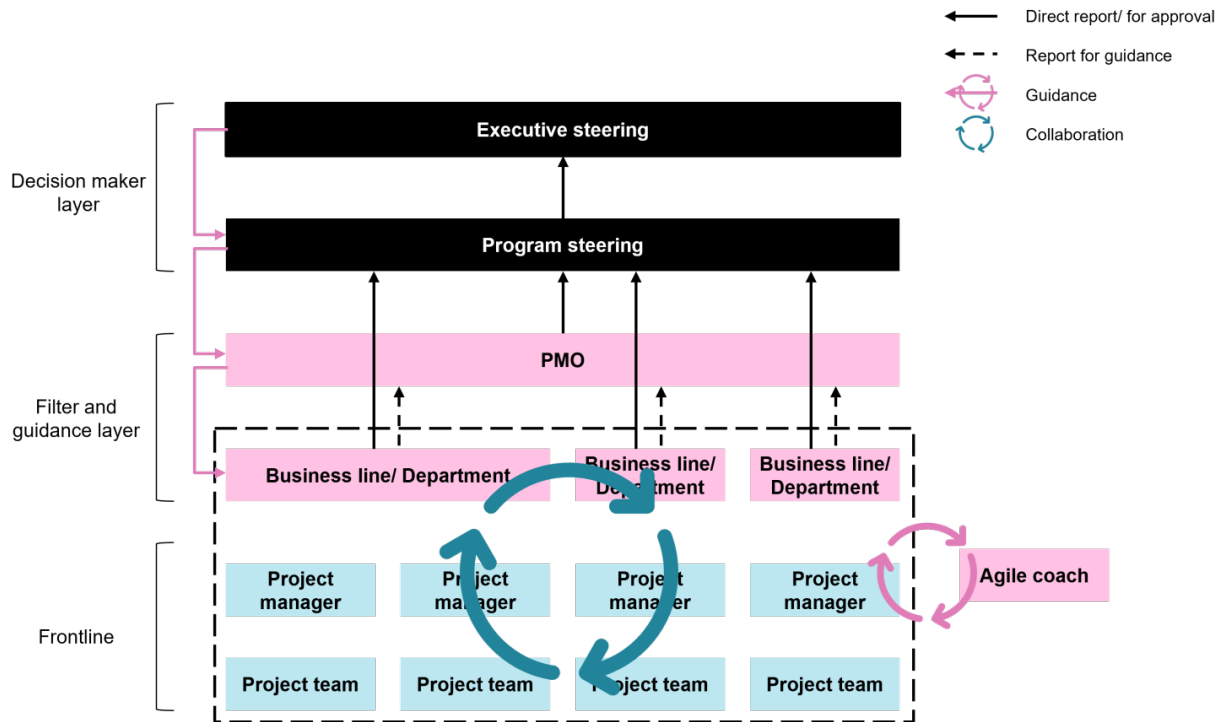 Direct report/ for approval
Report for guidance
Guidance
Collaboration
Executive steering
Decision maker
layer
Program steering
PMO
Filter and
guidance layer
Business line/ Department
Business line/
Department
Business line/
Department
Project
manager
Project
manager
Project
manager
Project
manager
Agile coach
Frontline
Project team
Project team
Project team
Project team